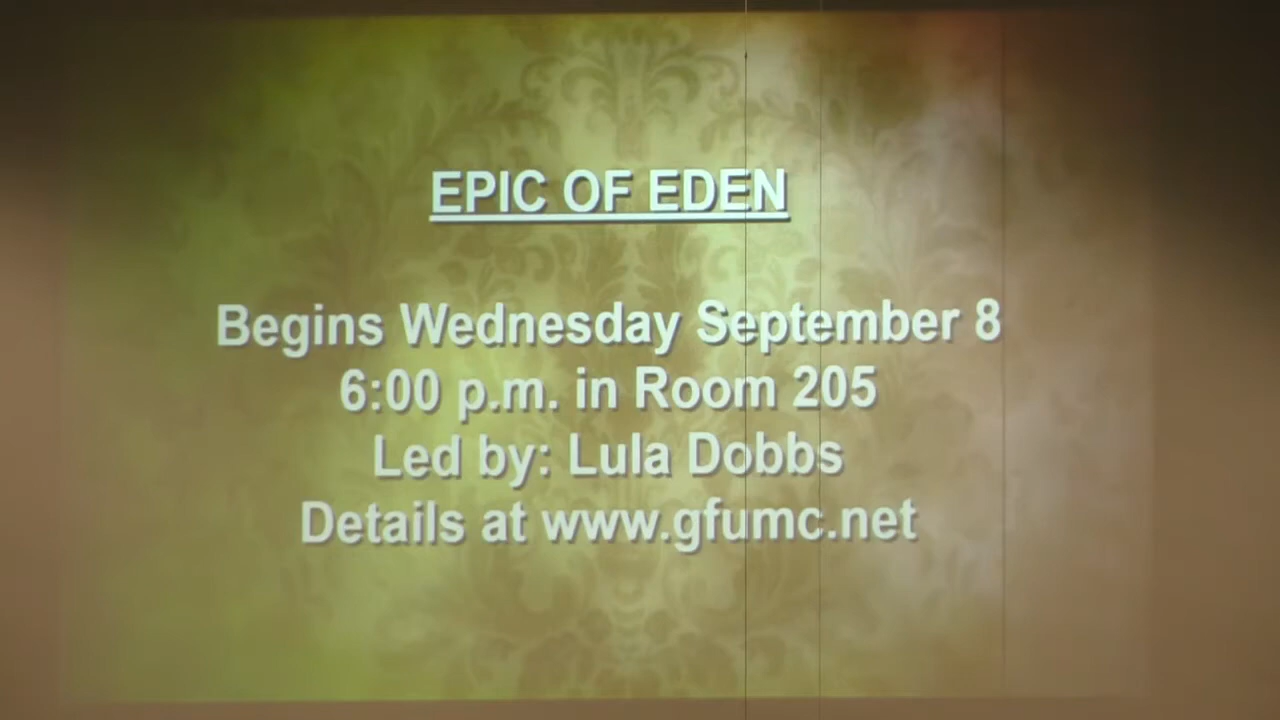 EPIC OF EDEN
Begins Wednesday September 8
6:00 p.m. in Room 205
Led by: Lula Dobbs
Details at www.gfumc.net